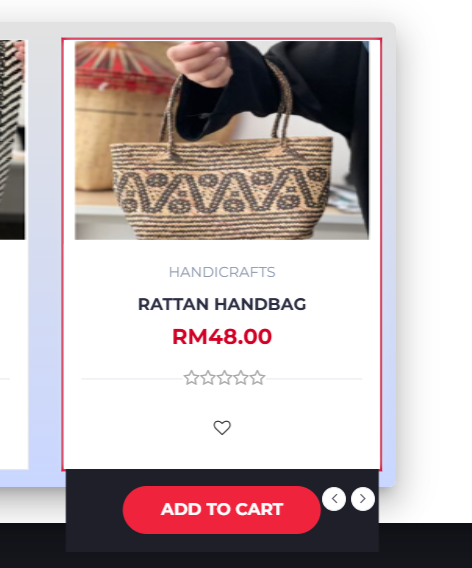 HANDICRAFTS
RATTAN HANDBAG
RM48.00
ADD TO CART